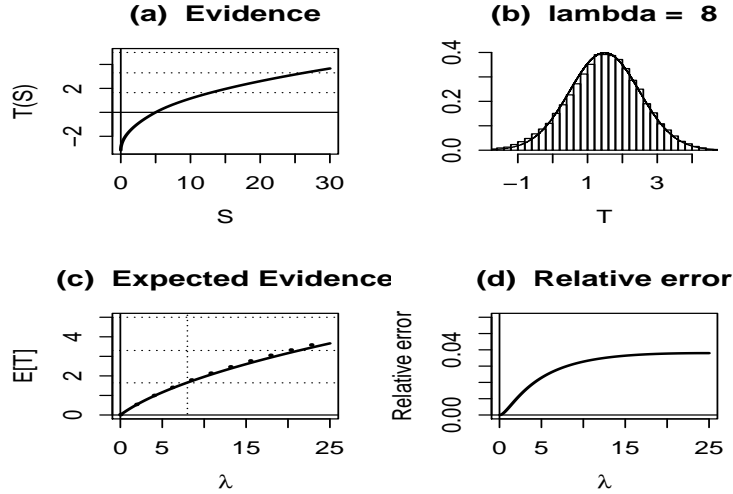 (a) Evidence
T(S)
2
−2
0 10 20 30
S
(b) lambda = 8
0.4
0.2
0.0
−1 1 3
T
(c) Expected Evidence
E[T]
4
2
0
0 5 15 25
λ
(d) Relative error
Relative error
0.04
0.00
0 5 15 25
λ